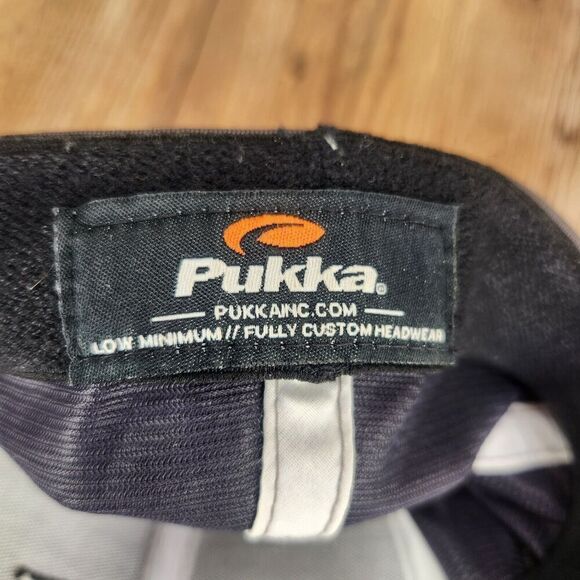 Pukka®
PUKKAINC.COM
LOW MINIMUM // FULLY CUSTOM HEADWEAR